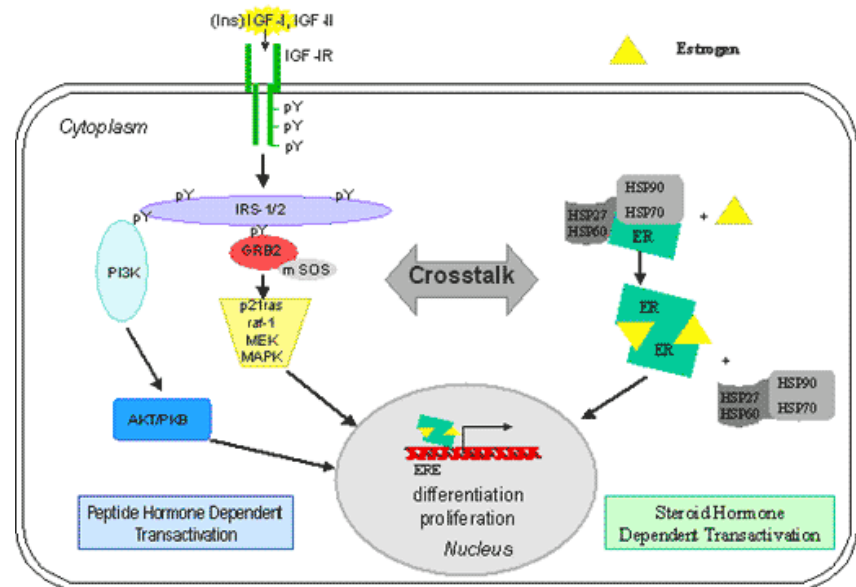 (Ins) IGF-I, IGF-II
IGF-IR
Estrogen
Cytoplasm
pY
pY
pY
pY
pY
pY
IRS-1/2
pY
GRB2
mSOS
PI3K
p21ras
raf-1
MEK
MAPK
AKT/PKB
Crosstalk
HSP90
HSP70
HSP27
HSP60
ER
+
ER
ER
+
HSP90
HSP70
HSP27
HSP60
ERE
differentiation
proliferation
Nucleus
Peptide Hormone Dependent
Transactivation
Steroid Hormone
Dependent Transactivation